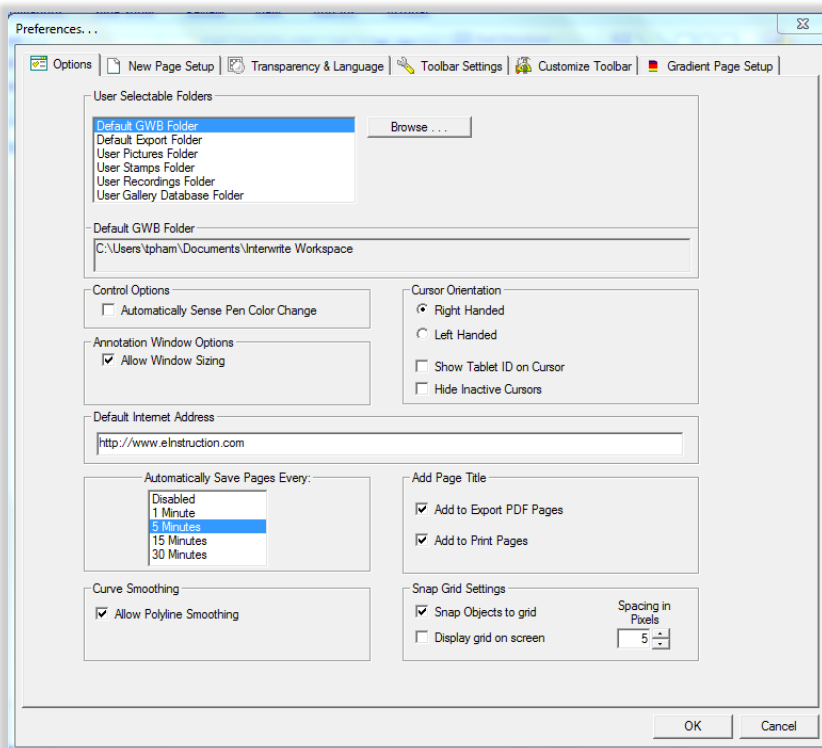 Preferences. . .
Options
New Page Setup
Transparency & Language
Toolbar Settings
Customize Toolbar
Gradient Page Setup
User Selectable Folders
Default GWB Folder
Browse . . .
Default Export Folder
User Pictures Folder
User Stamps Folder
User Recordings Folder
User Gallery Database Folder
Default GWB Folder
C:\Users\tpham\Documents\Interwrite Workspace
Control Options
Automatically Sense Pen Color Change
Annotation Window Options
Allow Window Sizing
Cursor Orientation
Right Handed
Left Handed
Show Tablet ID on Cursor
Hide Inactive Cursors
Default Internet Address
http://www.eInstruction.com
Automatically Save Pages Every:
Disabled
1 Minute
5 Minutes
15 Minutes
30 Minutes
Add Page Title
Add to Export PDF Pages
Add to Print Pages
Curve Smoothing
Allow Polyline Smoothing
Snap Grid Settings
Snap Objects to grid
Display grid on screen
Spacing in
Pixels
5
OK
Cancel